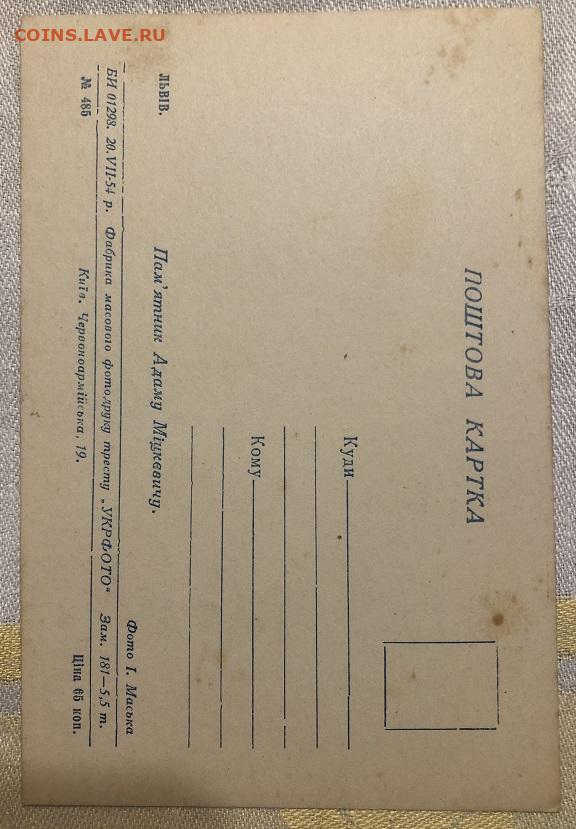 COINS.LAVE.RU
ПОШТОВА КАРТКА
Куди
Кому
ЛЬВІВ.
Пам'ятник Адаму Міцкевичу.
Фото І. Маська
БИ 01298. 20.VII-54 р. Фабрика масового фотодруку тресту „УКРФОТО“ Зам. 181—5,5 т.
№ 485 Київ. Червоноармійська, 19. Ціна 65 коп.